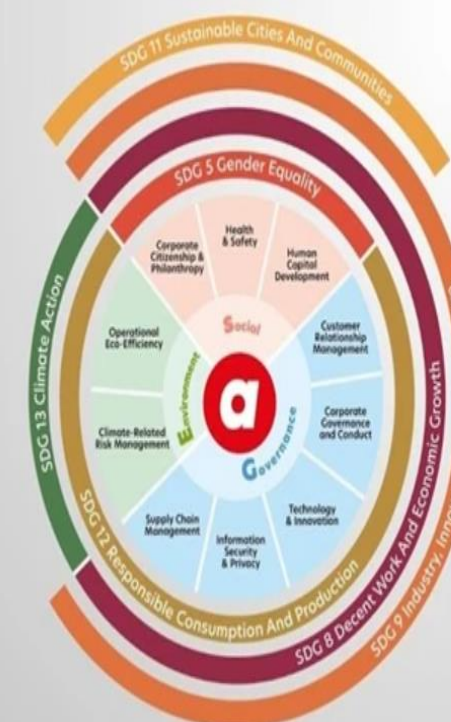 SDG 11 Sustainable Cities And Communities
SDG 5 Gender Equality
SDG 13 Climate Action
SDG 12 Responsible Consumption And Production
SDG 8 Decent Work And Economic Growth
SDG 9 Industry,
Corporate
Citizenship &
Philanthropy
Health
& Safety
Human
Capital
Development
Customer
Relationship
Management
Corporate
Governance
and Conduct
Technology
& Innovation
Information
Security
& Privacy
Supply Chain
Management
Climate-Related
Risk Management
Operational
Eco-Efficiency
Social
Environment
Governance
a